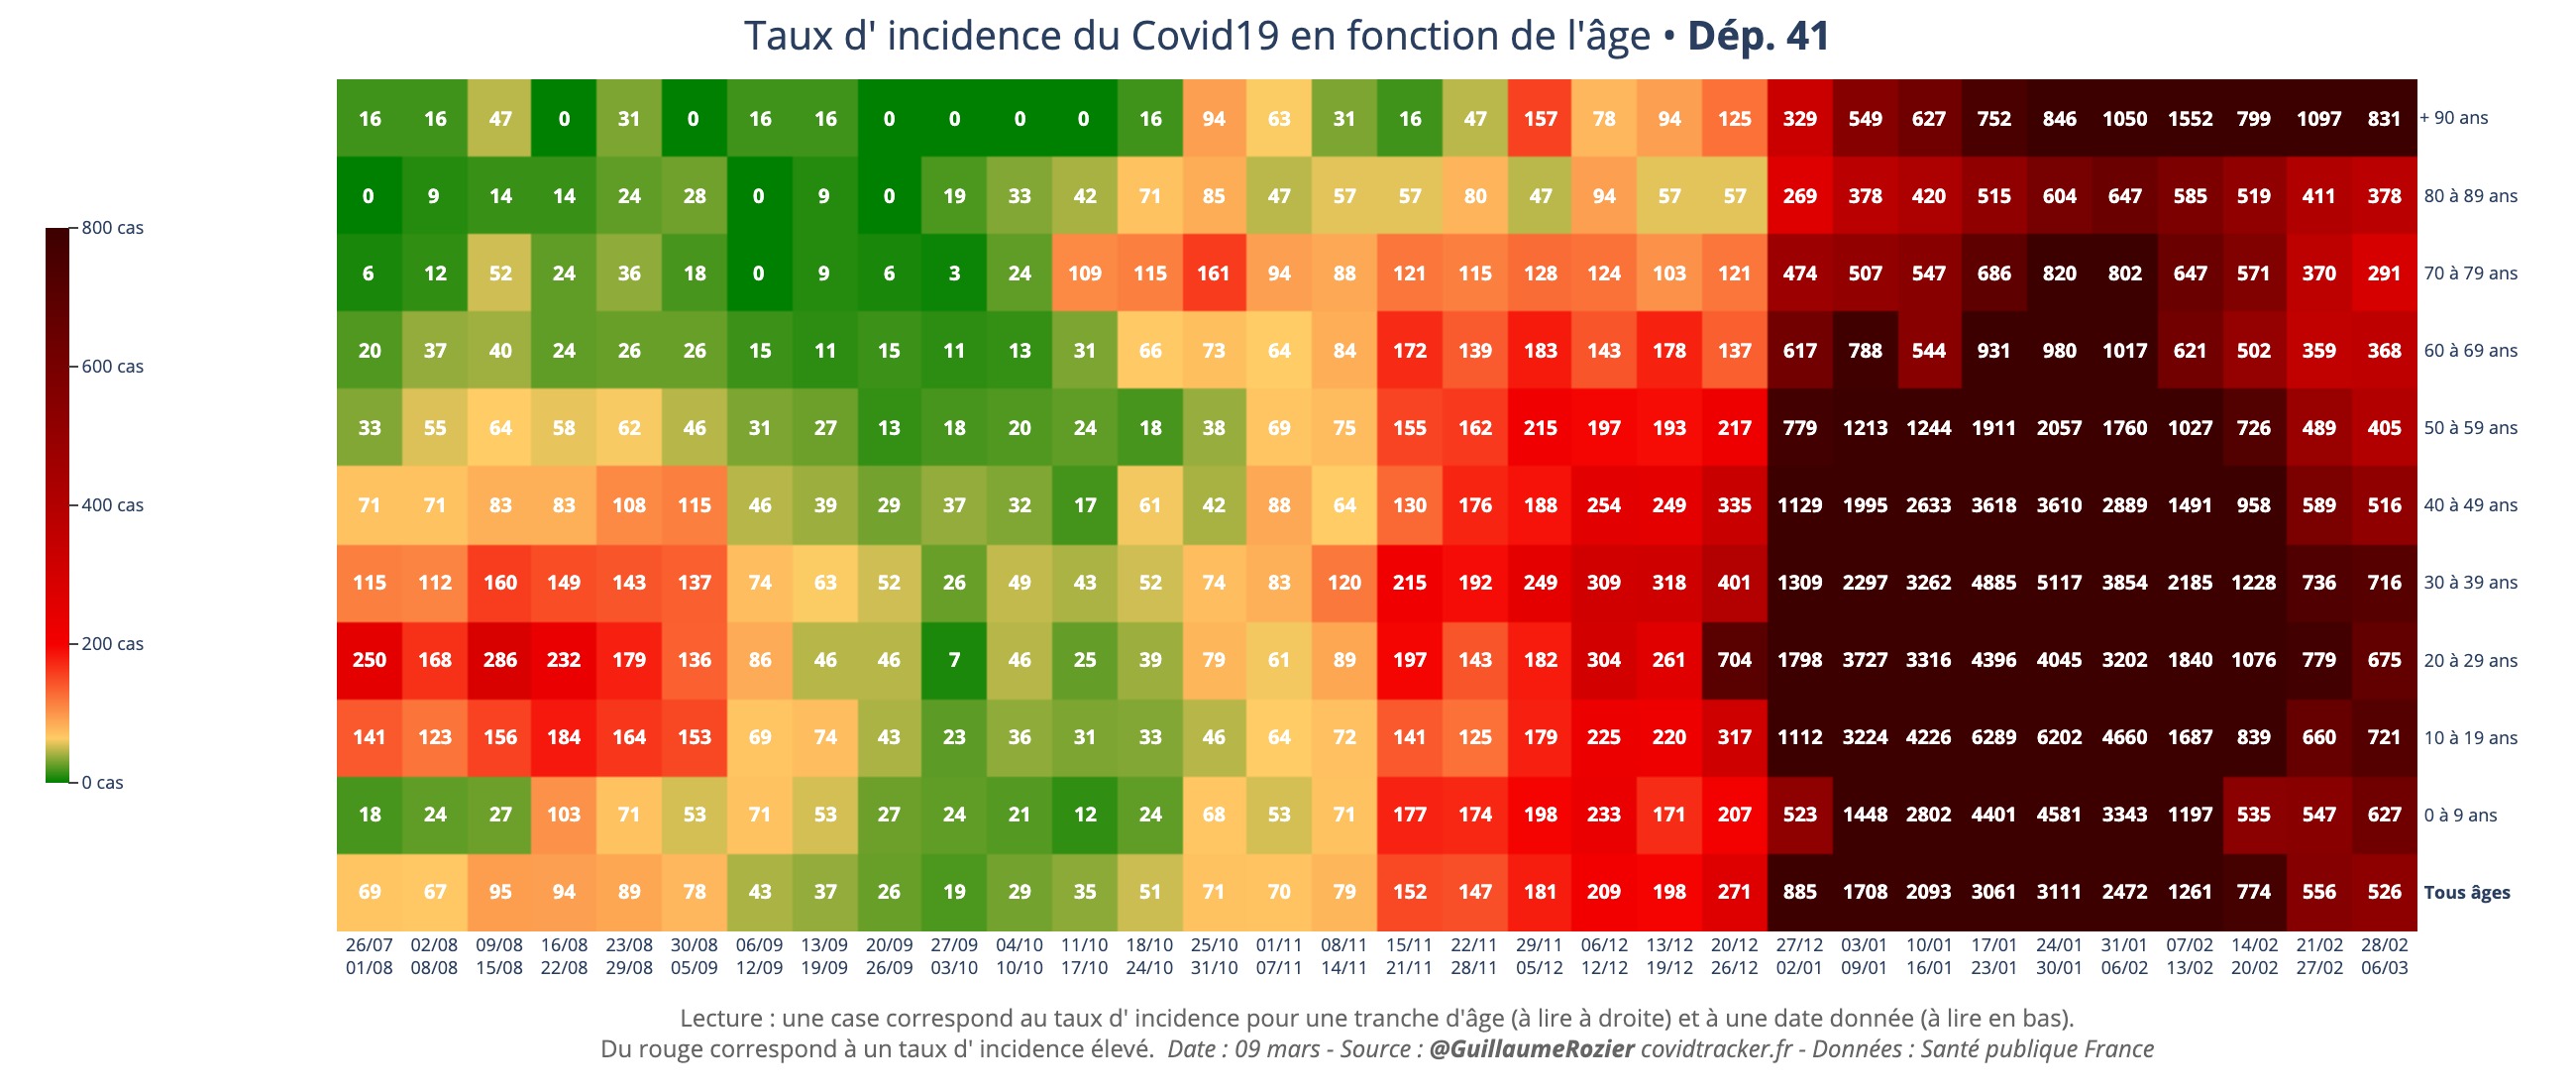 Taux d' incidence du Covid19 en fonction de l'âge • Dép. 41
800 cas
600 cas
400 cas
200 cas
0 cas
16 16 47 0 31 0 16 16 0 0 0 0 16 94 63 31 16 47 157 78 94 125 329 549 627 752 846 1050 1552 799 1097 831 + 90 ans
0 9 14 14 24 28 0 9 0 19 33 42 71 85 47 57 57 80 47 94 57 57 269 378 420 515 604 647 585 519 411 378 80 à 89 ans
6 12 52 24 36 18 0 9 6 3 24 109 115 161 94 88 121 115 128 124 103 121 474 507 547 686 820 802 647 571 370 291 70 à 79 ans
20 37 40 24 26 26 15 11 15 11 13 31 66 73 64 84 172 139 183 143 178 137 617 788 544 931 980 1017 621 502 359 368 60 à 69 ans
33 55 64 58 62 46 31 27 13 18 20 24 18 38 69 75 155 162 215 197 193 217 779 1213 1244 1911 2057 1760 1027 726 489 405 50 à 59 ans
71 71 83 83 108 115 46 39 29 37 32 17 61 42 88 64 130 176 188 254 249 335 1129 1995 2633 3618 3610 2889 1491 958 589 516 40 à 49 ans
115 112 160 149 143 137 74 63 52 26 49 43 52 74 83 120 215 192 249 309 318 401 1309 2297 3262 4885 5117 3854 2185 1228 736 716 30 à 39 ans
250 168 286 232 179 136 86 46 46 7 46 25 39 79 61 89 197 143 182 304 261 704 1798 3727 3316 4396 4045 3202 1840 1076 779 675 20 à 29 ans
141 123 156 184 164 153 69 74 43 23 36 31 33 46 64 72 141 125 179 225 220 317 1112 3224 4226 6289 6202 4660 1687 839 660 721 10 à 19 ans
18 24 27 103 71 53 71 53 27 24 21 12 24 68 53 71 177 174 198 233 171 207 523 1448 2802 4401 4581 3343 1197 535 547 627 0 à 9 ans
69 67 95 94 89 78 43 37 26 19 29 35 51 71 70 79 152 147 181 209 198 271 885 1708 2093 3061 3111 2472 1261 774 556 526 Tous âges
26/07 02/08 09/08 16/08 23/08 30/08 06/09 13/09 20/09 27/09 04/10 11/10 18/10 25/10 01/11 08/11 15/11 22/11 29/11 06/12 13/12 20/12 27/12 03/01 10/01 17/01 24/01 31/01 07/02 14/02 21/02 28/02
01/08 08/08 15/08 22/08 29/08 05/09 12/09 19/09 26/09 03/10 10/10 17/10 24/10 31/10 07/11 14/11 21/11 28/11 05/12 12/12 19/12 26/12 02/01 09/01 16/01 23/01 30/01 06/02 13/02 20/02 27/02 06/03
Lecture : une case correspond au taux d' incidence pour une tranche d'âge (à lire à droite) et à une date donnée (à lire en bas).
Du rouge correspond à un taux d' incidence élevé. Date : 09 mars - Source : @GuillaumeRozier covidtracker.fr - Données : Santé publique France